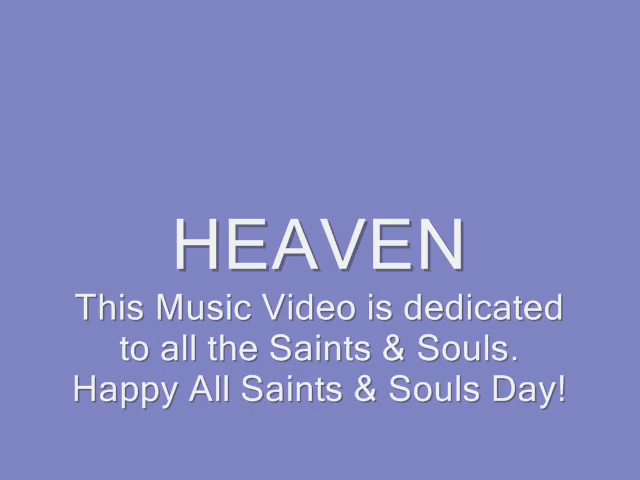 HEAVEN
This Music Video is dedicated
to all the Saints & Souls.
Happy All Saints & Souls Day!